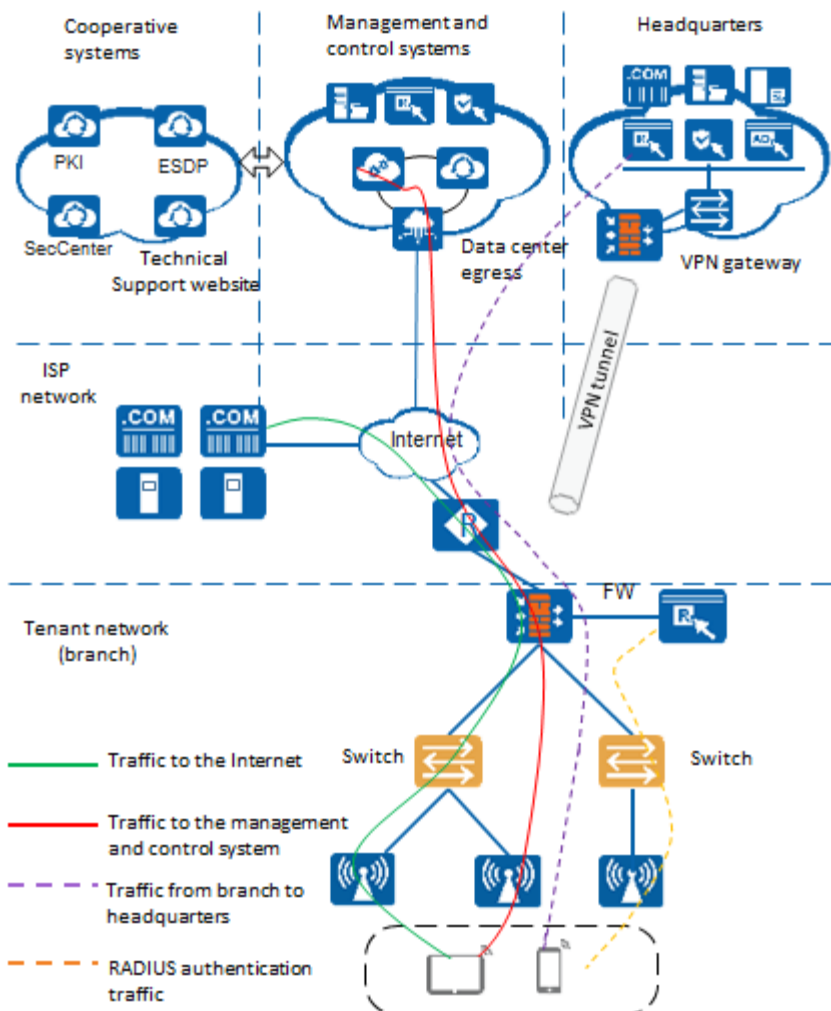 Cooperative
systems
Management and
control systems
Headquarters
.COM
R
AD
PKI
ESDP
R
SecCenter
Technical
Support website
Data center
egress
VPN gateway
VPN tunnel
ISP
network
.COM
.COM
Internet
R
FW
R
Tenant network
(branch)
Switch
Switch
Traffic to the Internet
Traffic to the management
and control system
Traffic from branch to
headquarters
RADIUS authentication
traffic